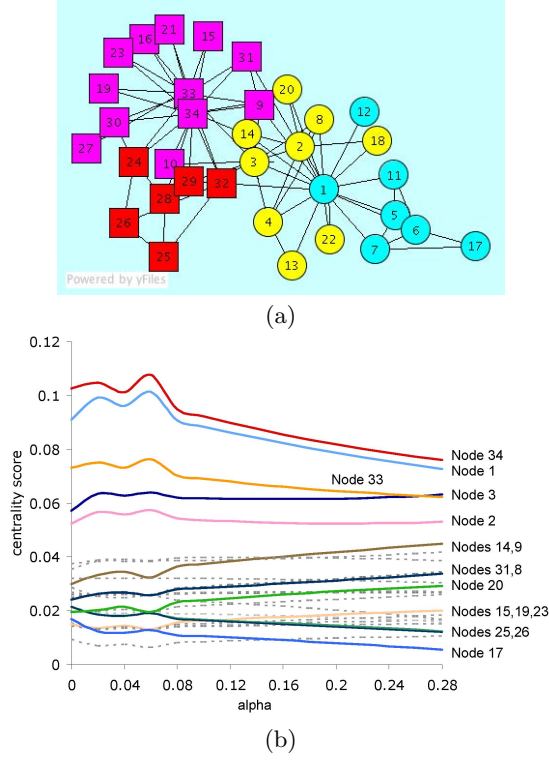 21
16
15
23
31
19
33
20
9
34
8
12
30
14
18
27
2
24
10
3
11
29
32
1
28
5
4
26
6
22
7
17
25
13
Powered by yFiles
(a)
0.12
0.1
0.08
0.06
0.04
0.02
0
centrality score
Node 34
Node 1
Node 33
Node 3
Node 2
Nodes 14,9
Nodes 31,8
Node 20
Nodes 15,19,23
Nodes 25,26
Node 17
0 0.04 0.08 0.12 0.16 0.2 0.24 0.28
alpha
(b)